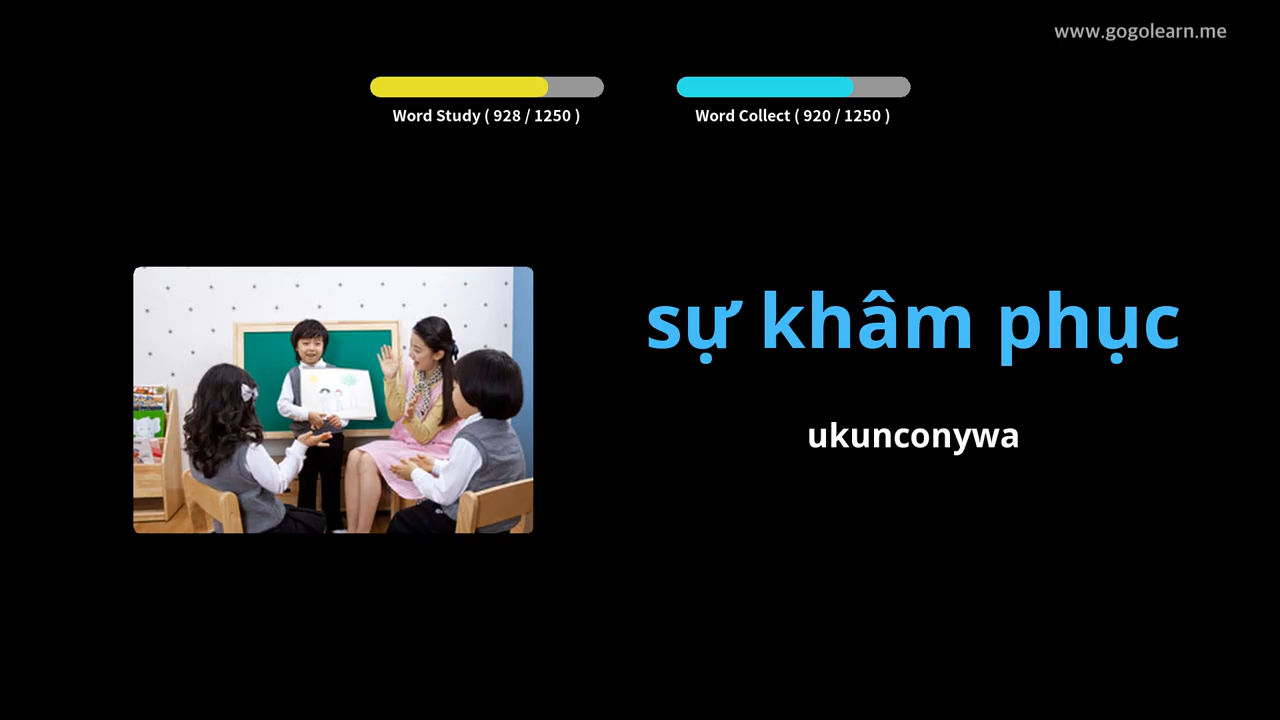 www.gogolearn.me
Word Study ( 928 / 1250 )
Word Collect ( 920 / 1250 )
sự khâm phục
ukunconywa